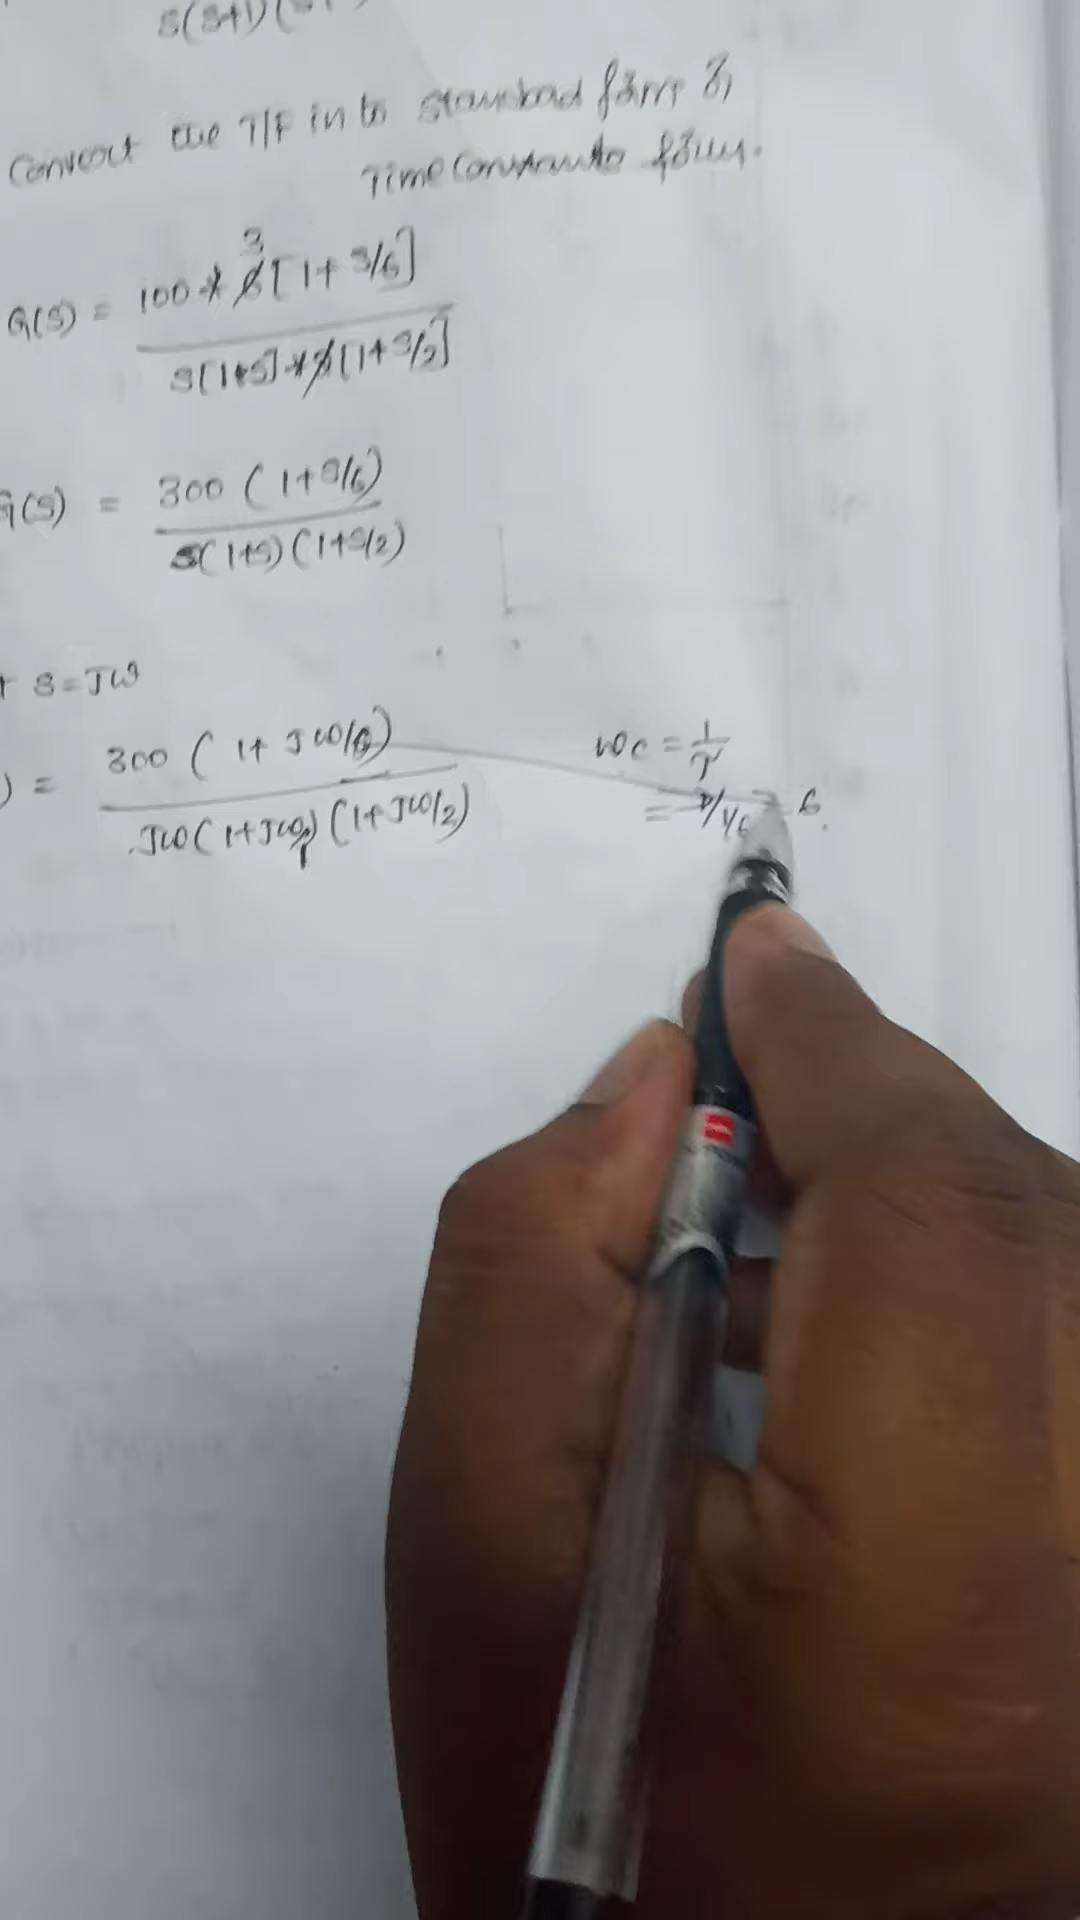 S(S+1)(S+
Convert the T/F in to standard form or
Time Constants form.
G(S) = 100 * 6 3 [1 + S/6]
S[1+S] * 2 [1 + S/2]
G(S) = 300 (1 + S/6)
S(1+S) (1+S/2)
S = Jω
) = 300 (1 + Jω/6)
Jω(1+Jω/1) (1+Jω/2)
ωc = 1/T
= 1/1/6 = 6.